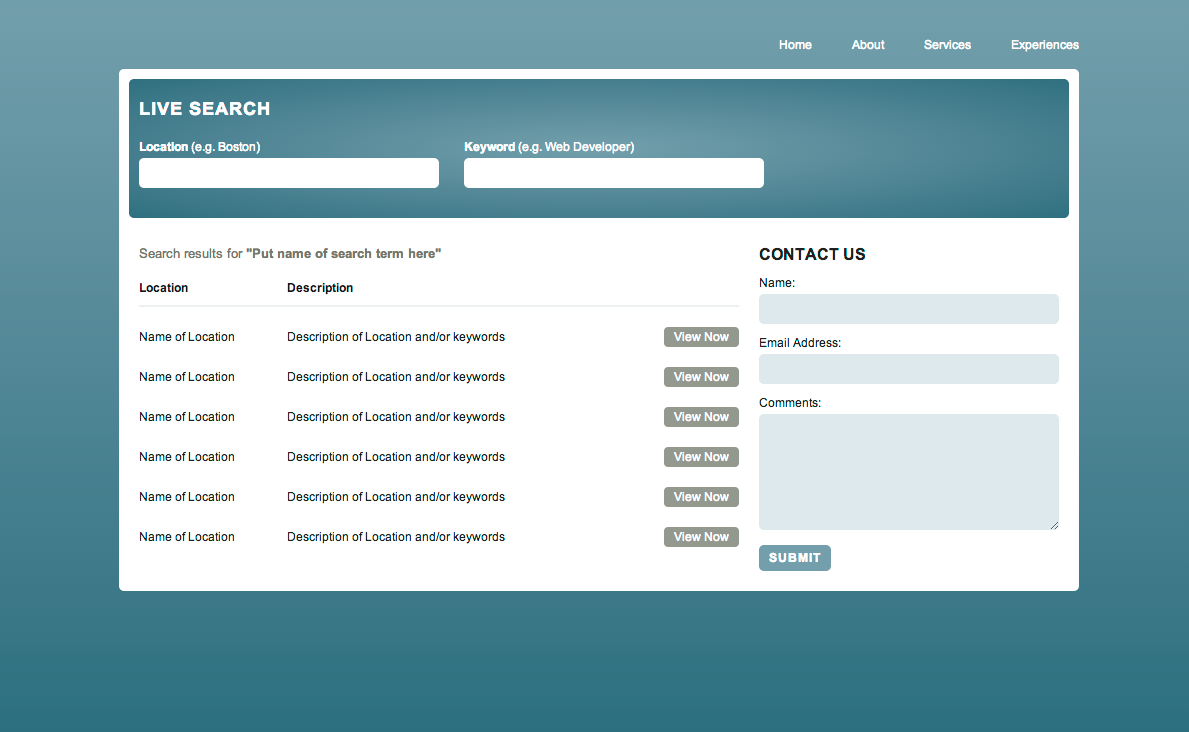 Home About Services Experiences
LIVE SEARCH
Location (e.g. Boston) Keyword (e.g. Web Developer)
Search results for "Put name of search term here"
Location Description
Name of Location Description of Location and/or keywords View Now
Name of Location Description of Location and/or keywords View Now
Name of Location Description of Location and/or keywords View Now
Name of Location Description of Location and/or keywords View Now
Name of Location Description of Location and/or keywords View Now
Name of Location Description of Location and/or keywords View Now
CONTACT US
Name:
Email Address:
Comments:
SUBMIT